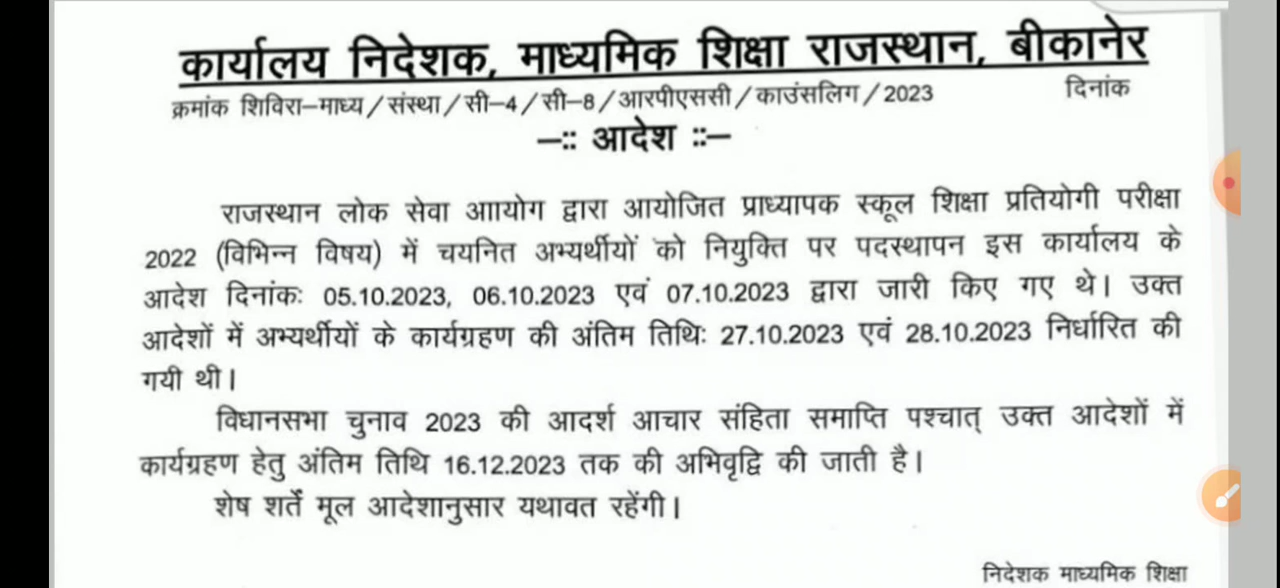 कार्यालय निदेशक, माध्यमिक शिक्षा राजस्थान, बीकानेर
क्रमांक शिविरा–माध्य/संस्था/सी–4/सी–8/आरपीएससी/काउंसलिग/2023 दिनांक
–:: आदेश ::–
राजस्थान लोक सेवा आायोग द्वारा आयोजित प्राध्यापक स्कूल शिक्षा प्रतियोगी परीक्षा
2022 (विभिन्न विषय) में चयनित अभ्यर्थीयों को नियुक्ति पर पदस्थापन इस कार्यालय के
आदेश दिनांकः 05.10.2023, 06.10.2023 एवं 07.10.2023 द्वारा जारी किए गए थे। उक्त
आदेशों में अभ्यर्थीयों के कार्यग्रहण की अंतिम तिथिः 27.10.2023 एवं 28.10.2023 निर्धारित की
गयी थी।
विधानसभा चुनाव 2023 की आदर्श आचार संहिता समाप्ति पश्चात् उक्त आदेशों में
कार्यग्रहण हेतु अंतिम तिथि 16.12.2023 तक की अभिवृद्वि की जाती है।
शेष शर्तें मूल आदेशानुसार यथावत रहेंगी।
निदेशक माध्यमिक शिक्षा